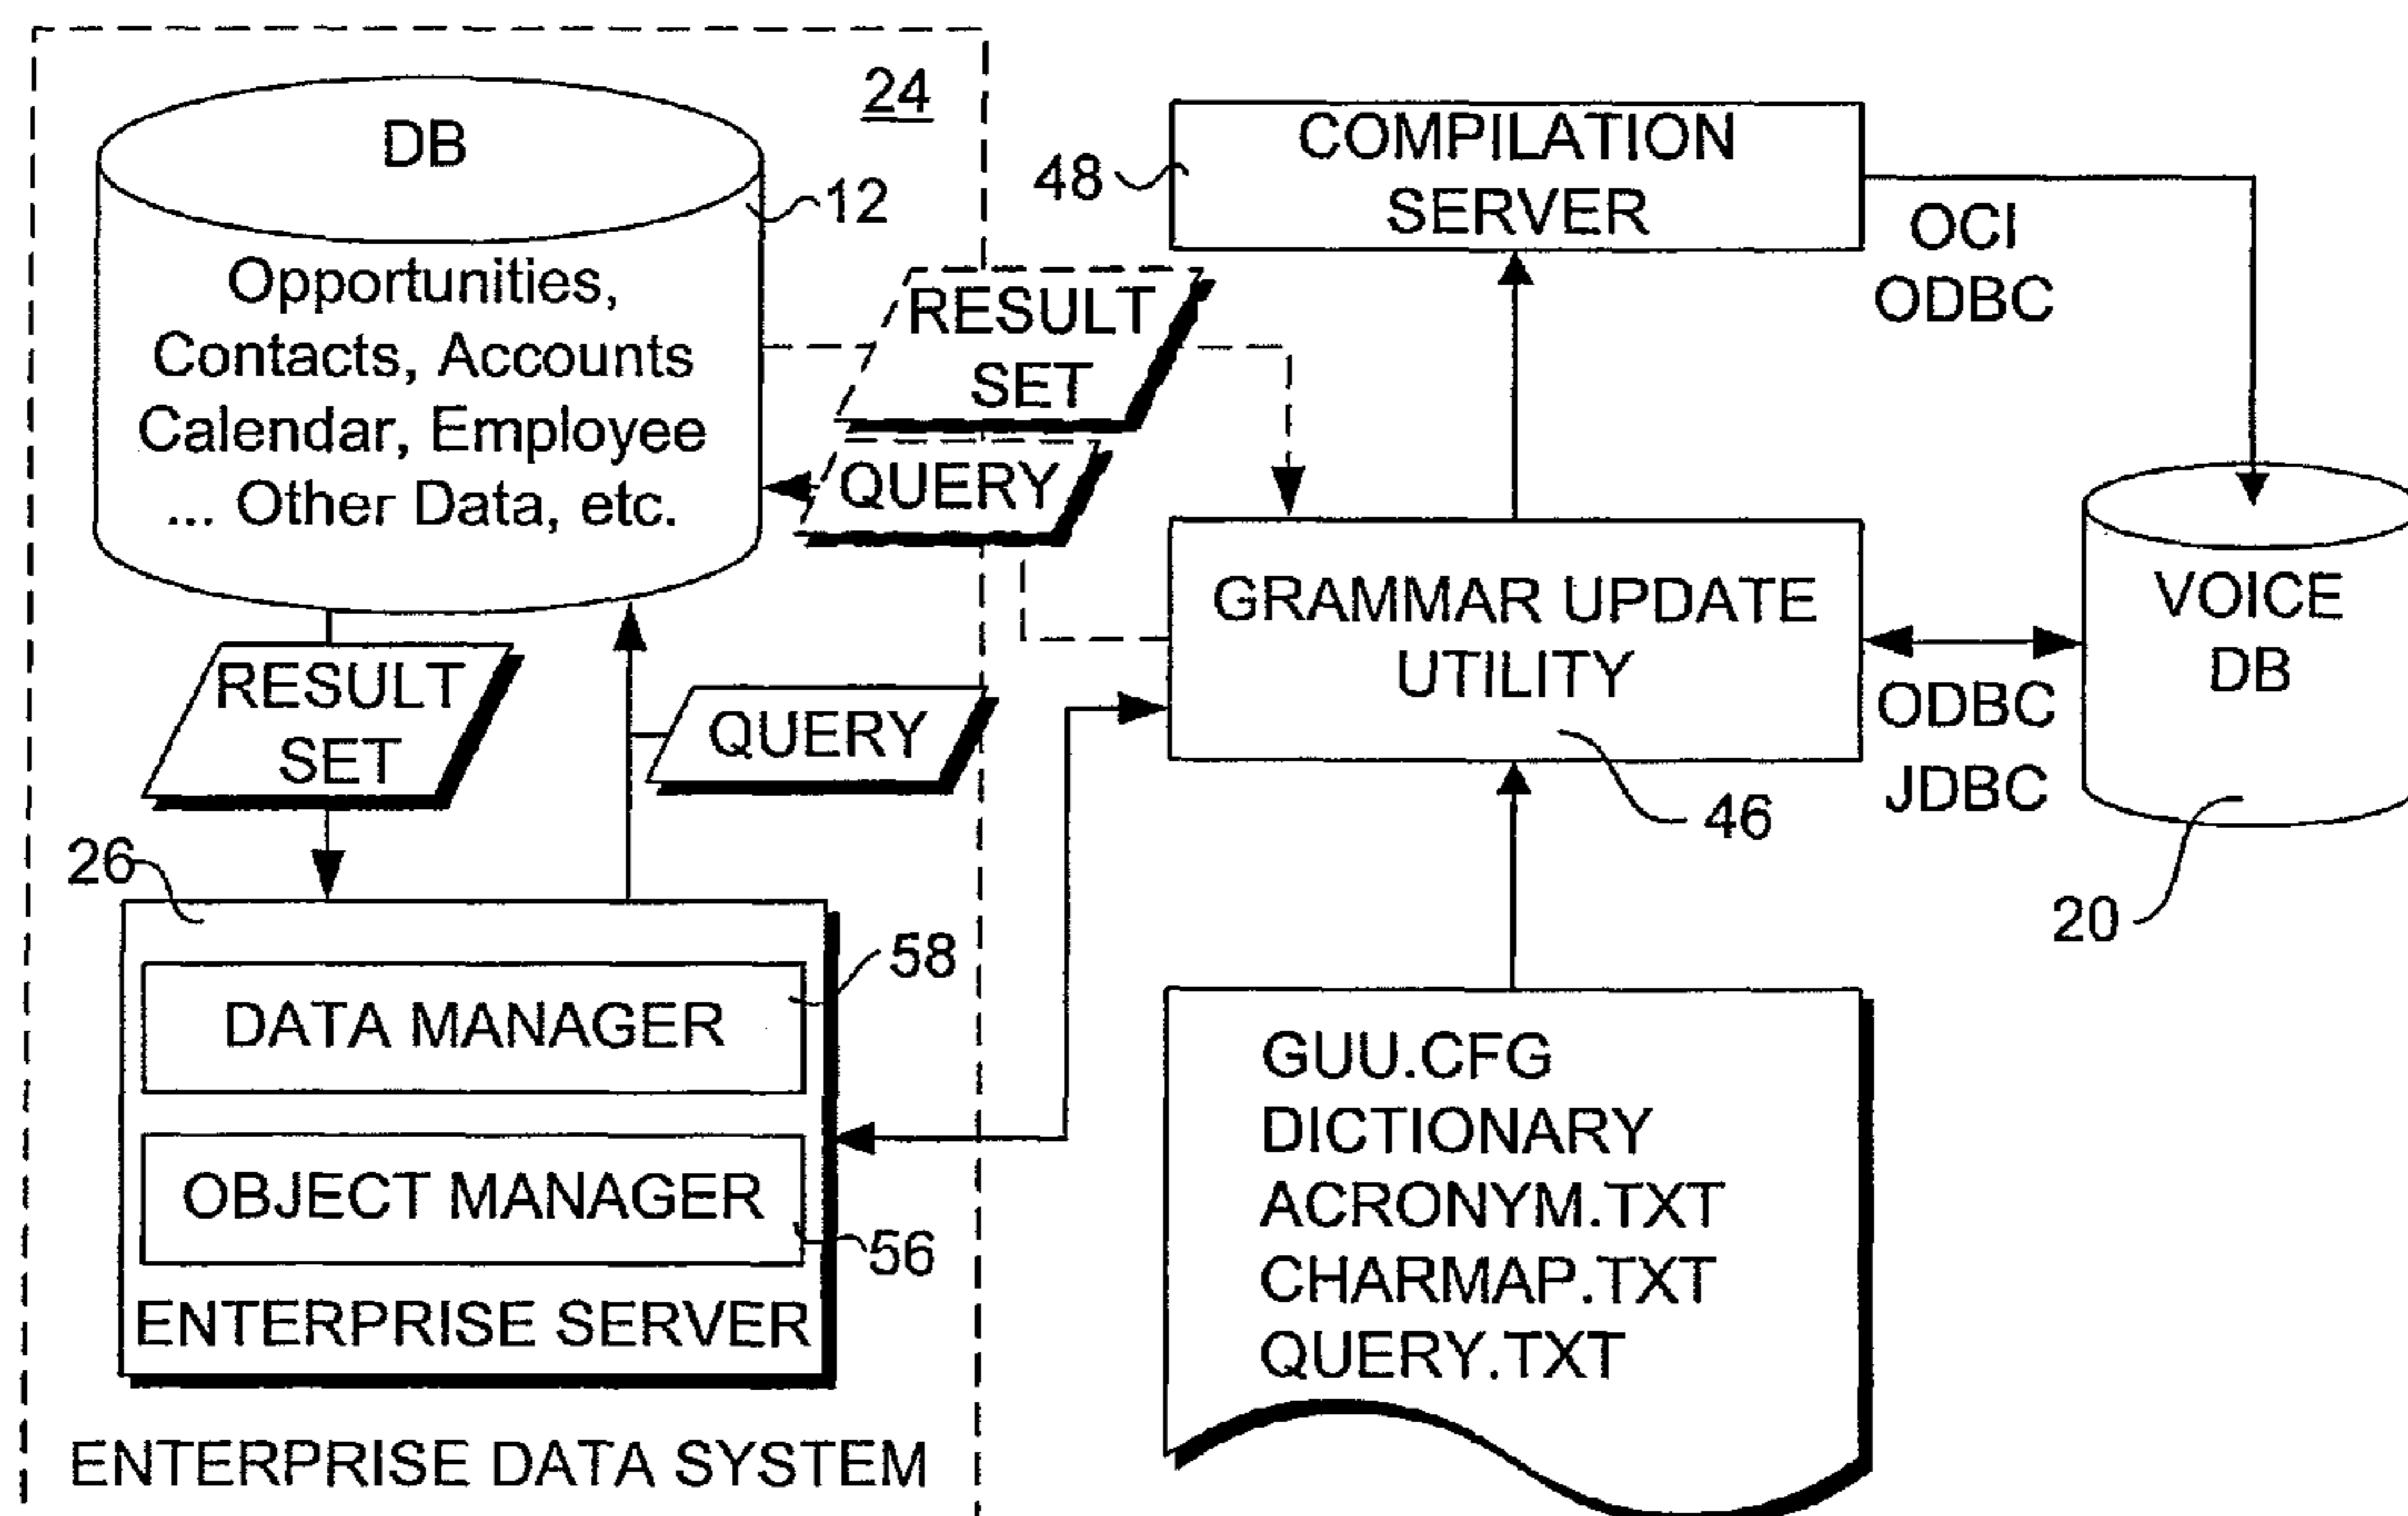 24
DB
12
Opportunities,
Contacts, Accounts
Calendar, Employee
... Other Data, etc.
RESULT
SET
QUERY
RESULT
SET
QUERY
26
58
DATA MANAGER
OBJECT MANAGER
56
ENTERPRISE SERVER
ENTERPRISE DATA SYSTEM
48
COMPILATION
SERVER
OCI
ODBC
GRAMMAR UPDATE
UTILITY
46
ODBC
JDBC
VOICE
DB
20
GUU.CFG
DICTIONARY
ACRONYM.TXT
CHARMAP.TXT
QUERY.TXT